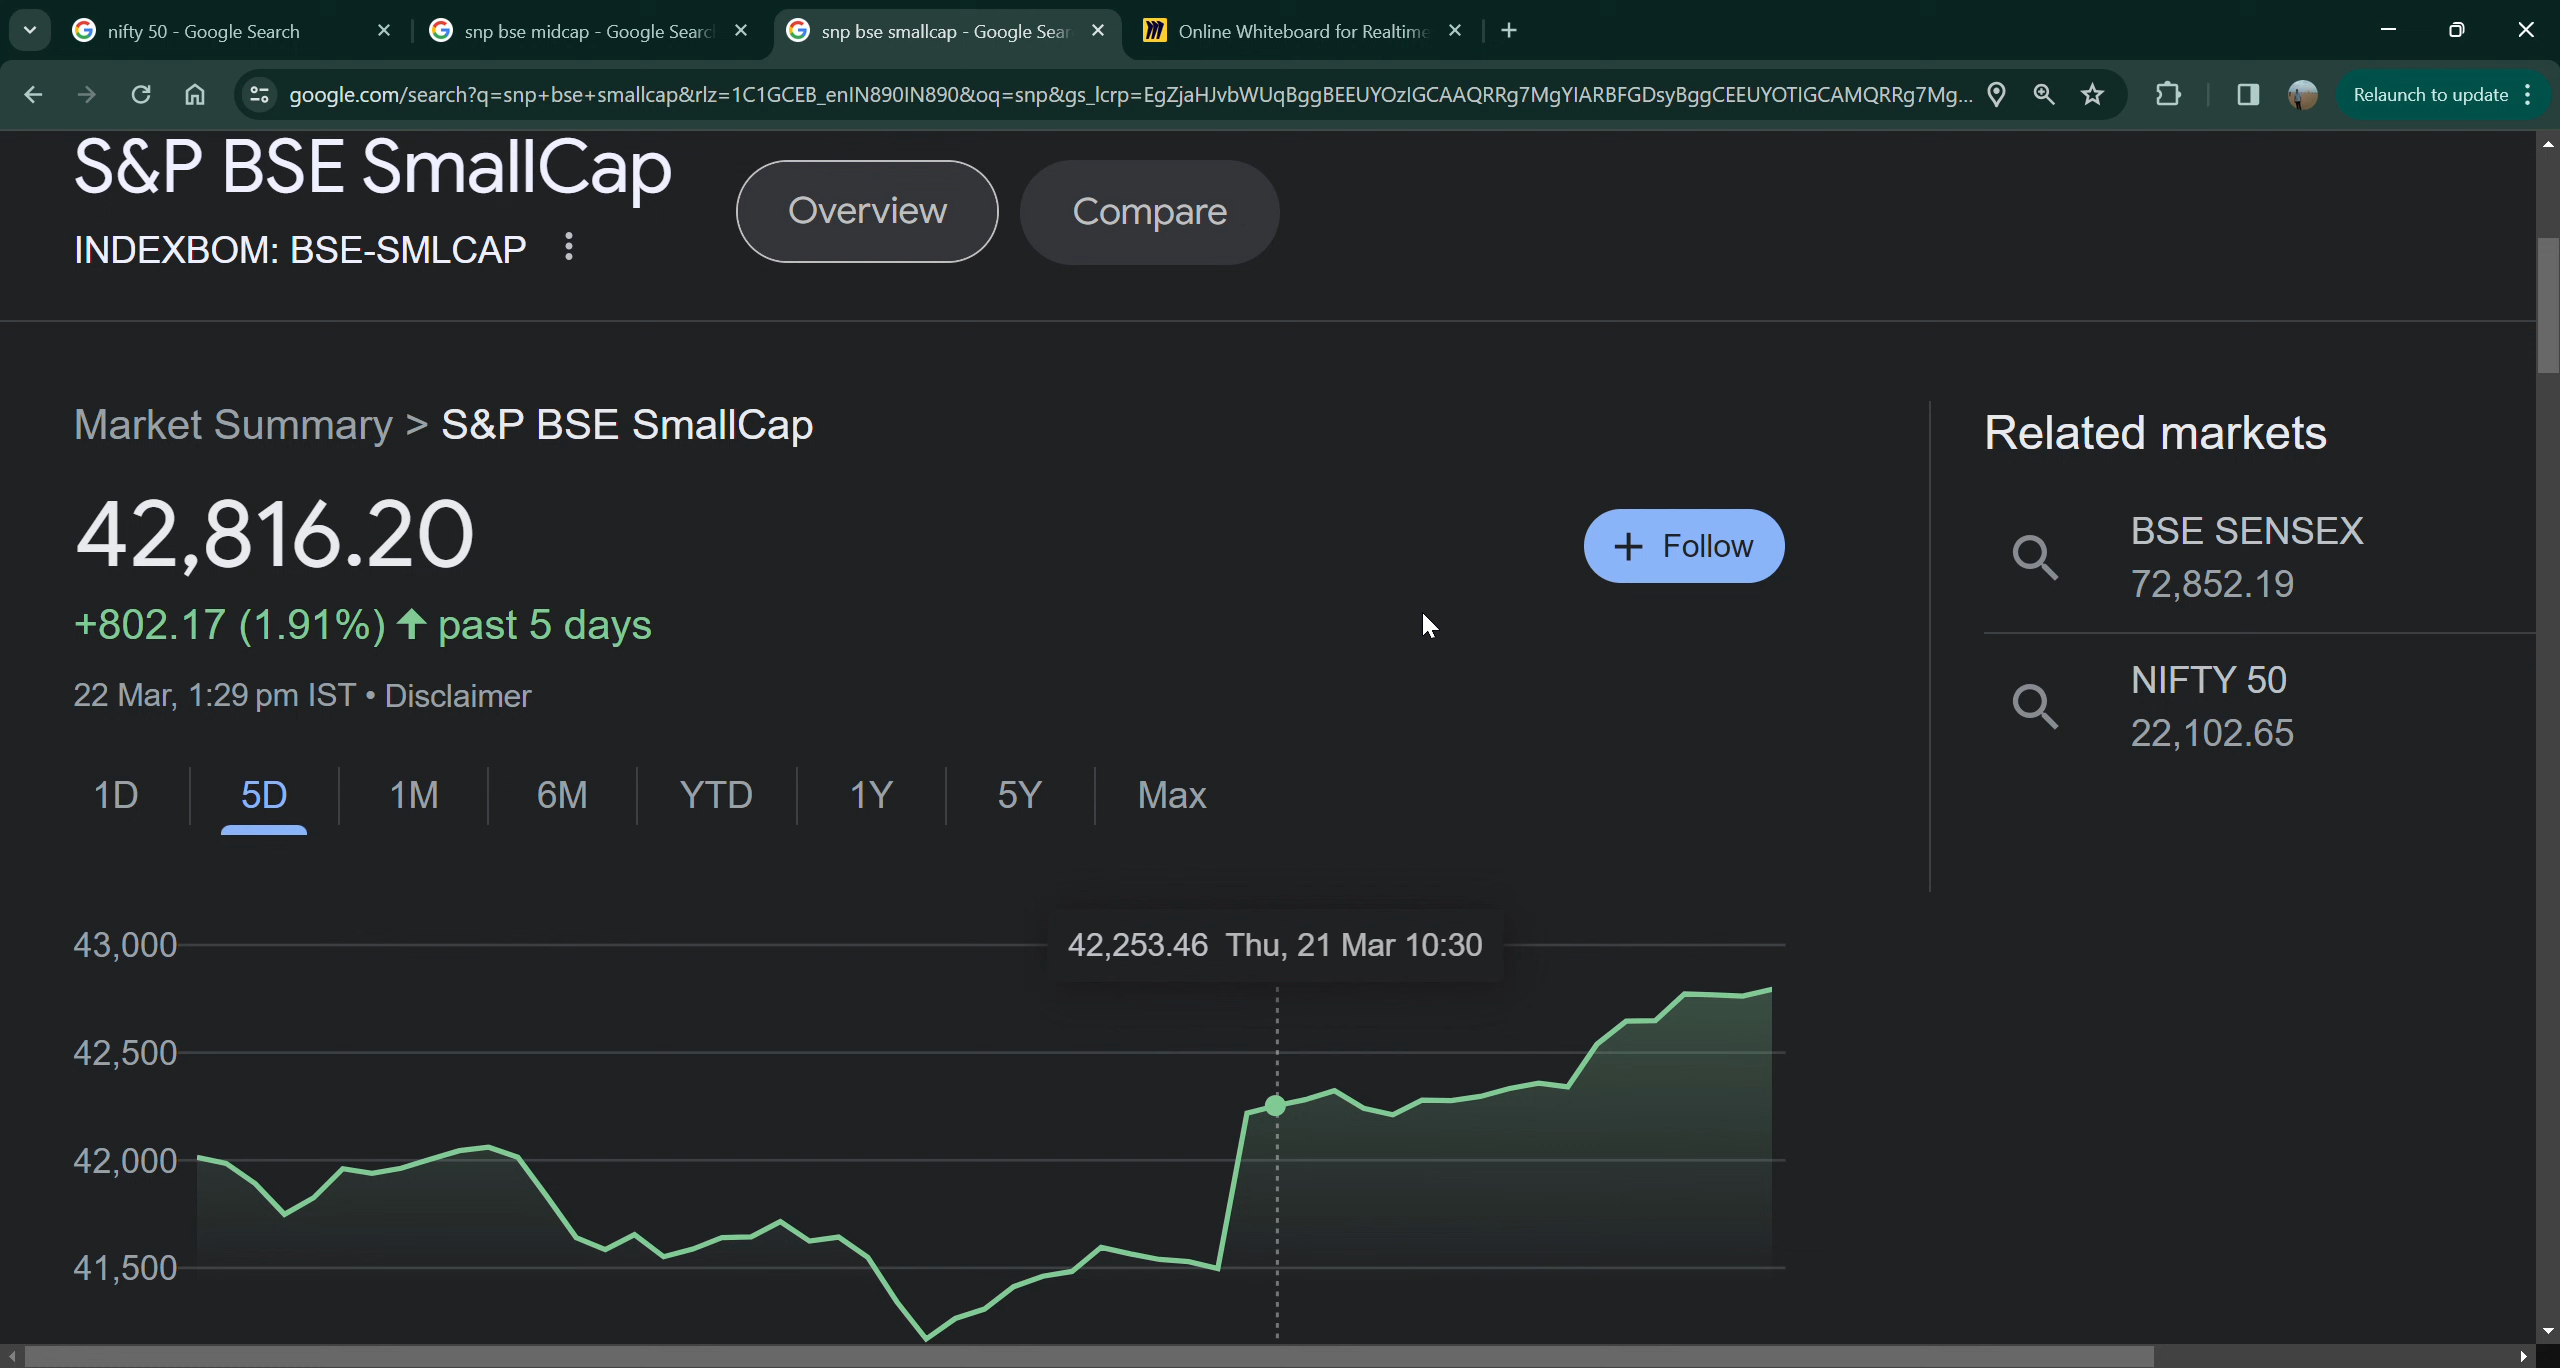 nifty 50 - Google Search
snp bse midcap - Google Searc
snp bse smallcap - Google Sear
Online Whiteboard for Realtime
google.com/search?q=snp+bse+smallcap&rlz=1C1GCEB_enIN890IN890&oq=snp&gs_lcrp=EgZjaHJvbWUqBggBEEUYOzIGCAAQRRg7MgYIARBFGDsyBggCEEUYOTIGCAMQRRg7Mg...
Relaunch to update
S&P BSE SmallCap
INDEXBOM: BSE-SMLCAP
Overview
Compare
Market Summary > S&P BSE SmallCap
42,816.20
+ Follow
+802.17 (1.91%) ↑ past 5 days
22 Mar, 1:29 pm IST • Disclaimer
1D
5D
1M
6M
YTD
1Y
5Y
Max
Related markets
BSE SENSEX
72,852.19
NIFTY 50
22,102.65
42,253.46 Thu, 21 Mar 10:30
43,000
42,500
42,000
41,500